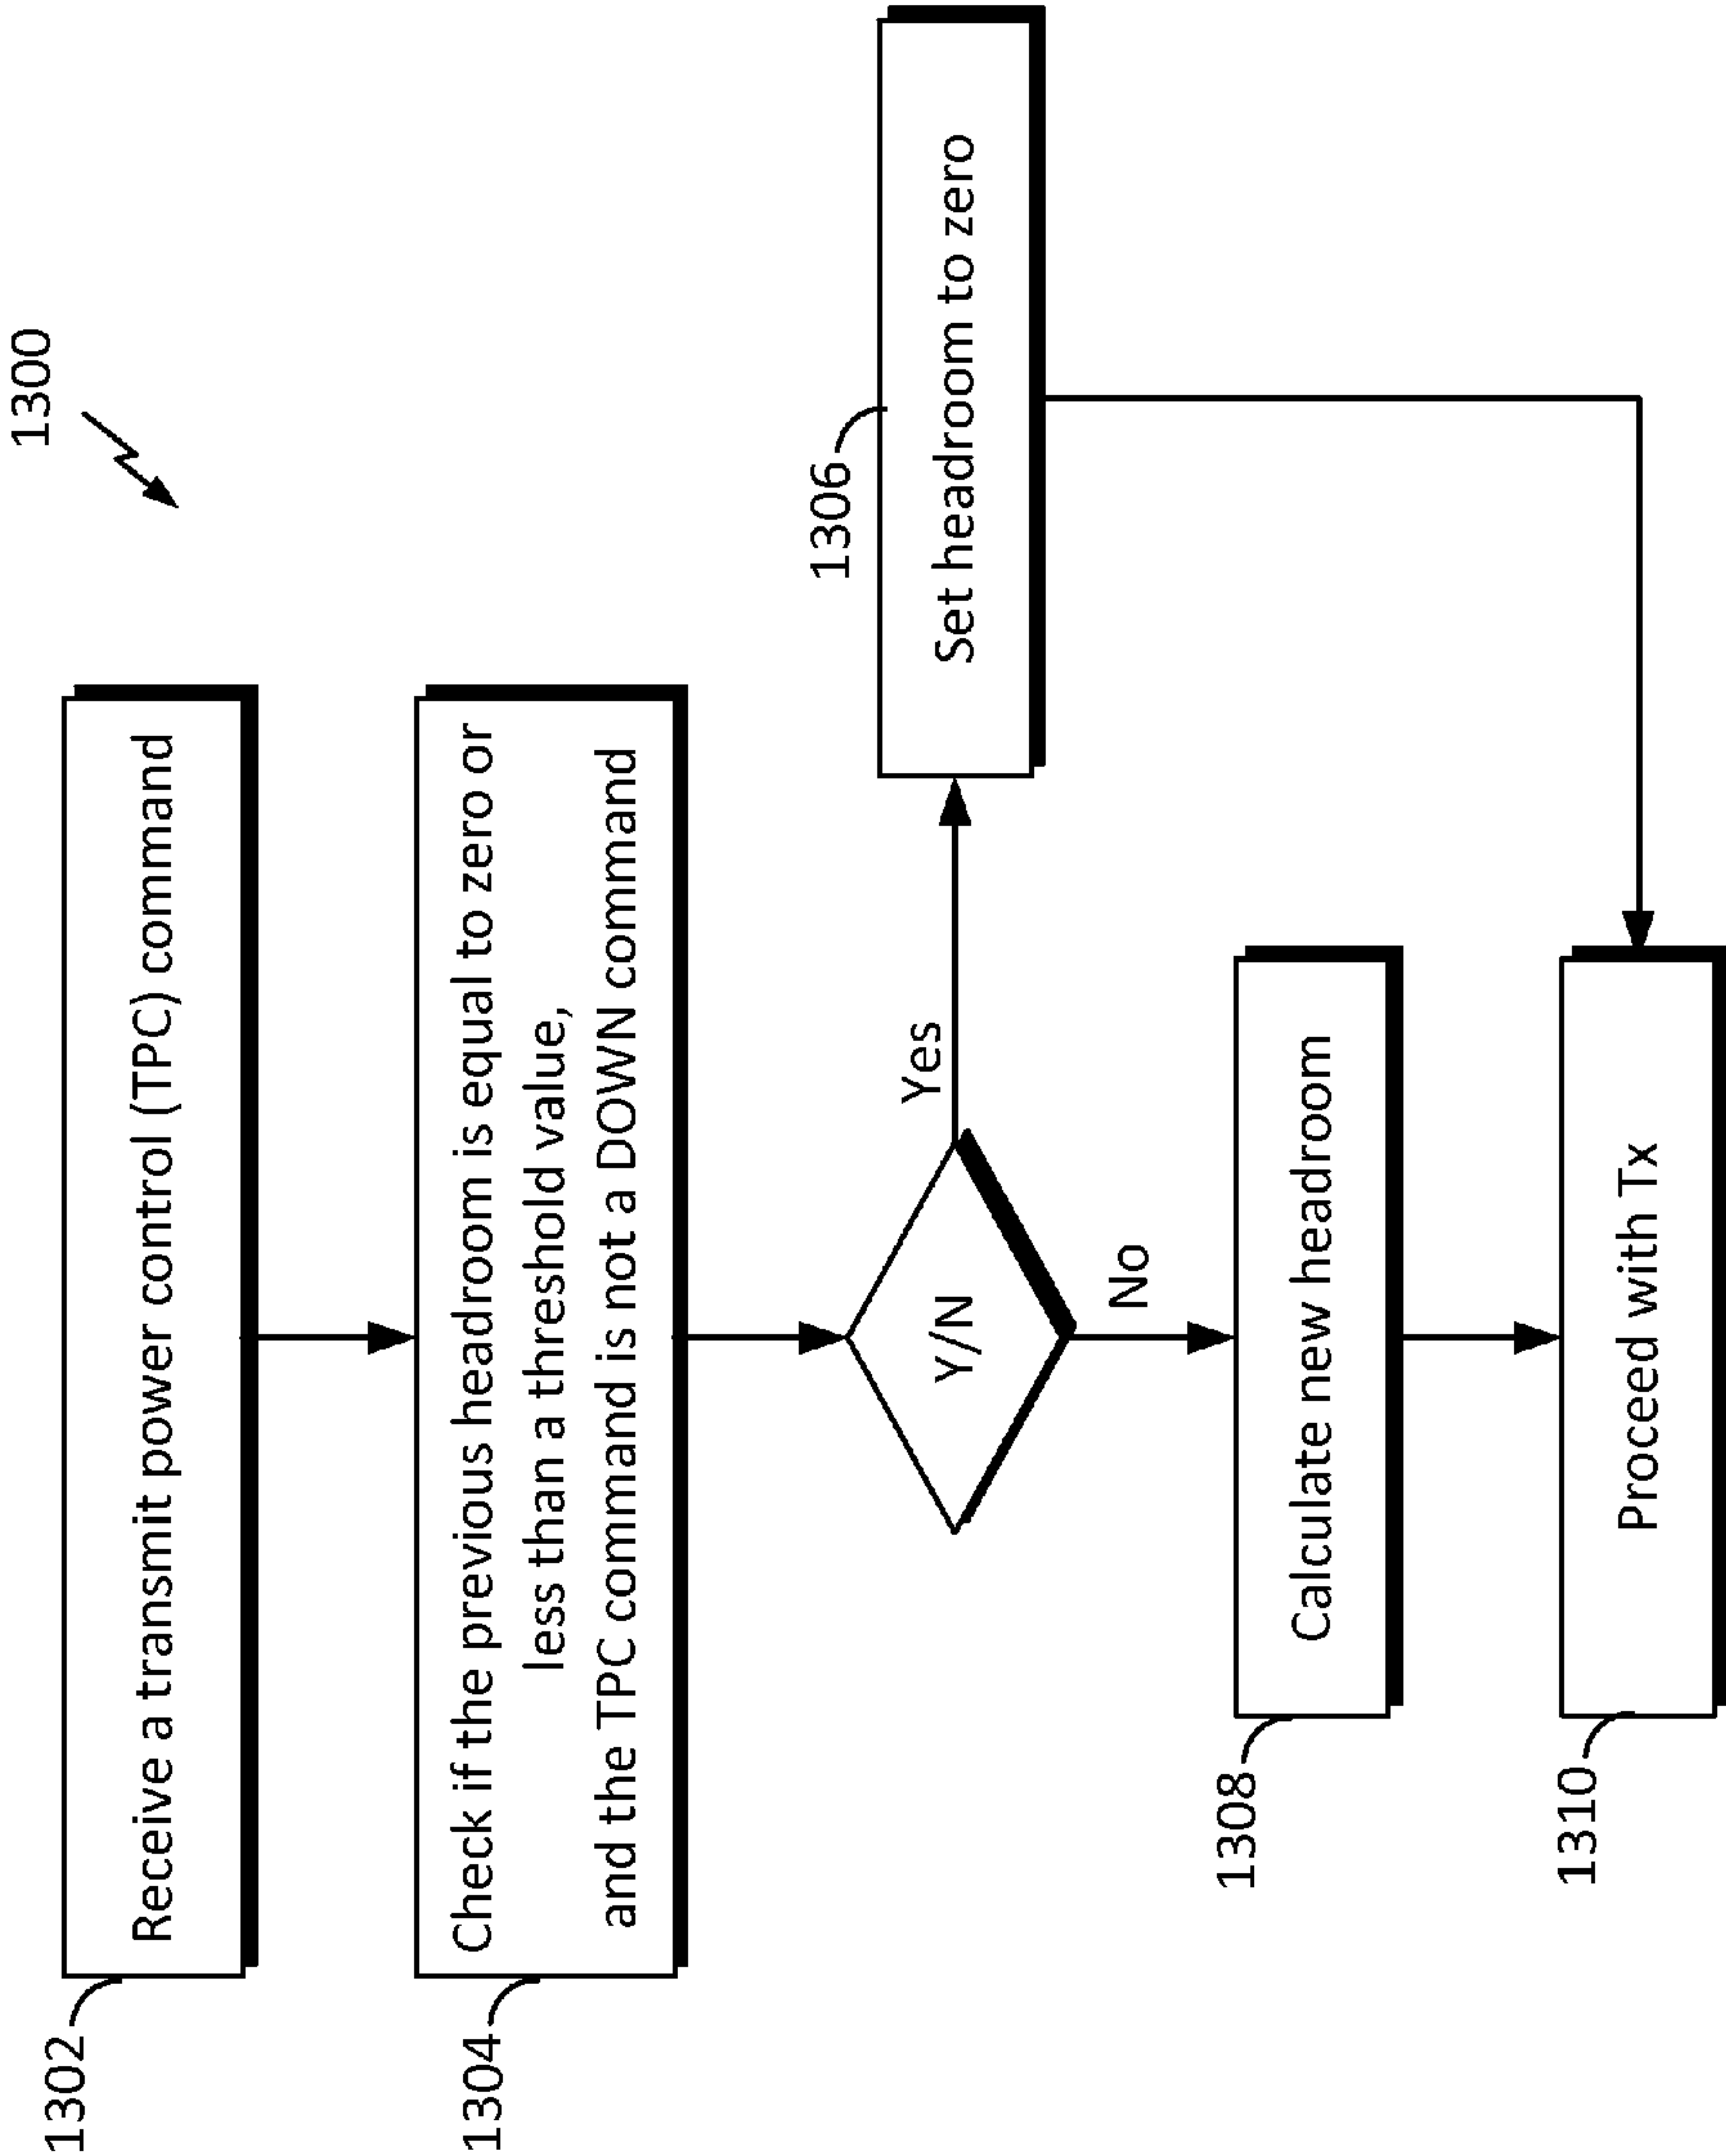 1300
1302
Receive a transmit power control (TPC) command
1304
Check if the previous headroom is equal to zero or
less than a threshold value,
and the TPC command is not a DOWN command
Y/N
Yes
1306
Set headroom to zero
No
1308
Calculate new headroom
1310
Proceed with Tx